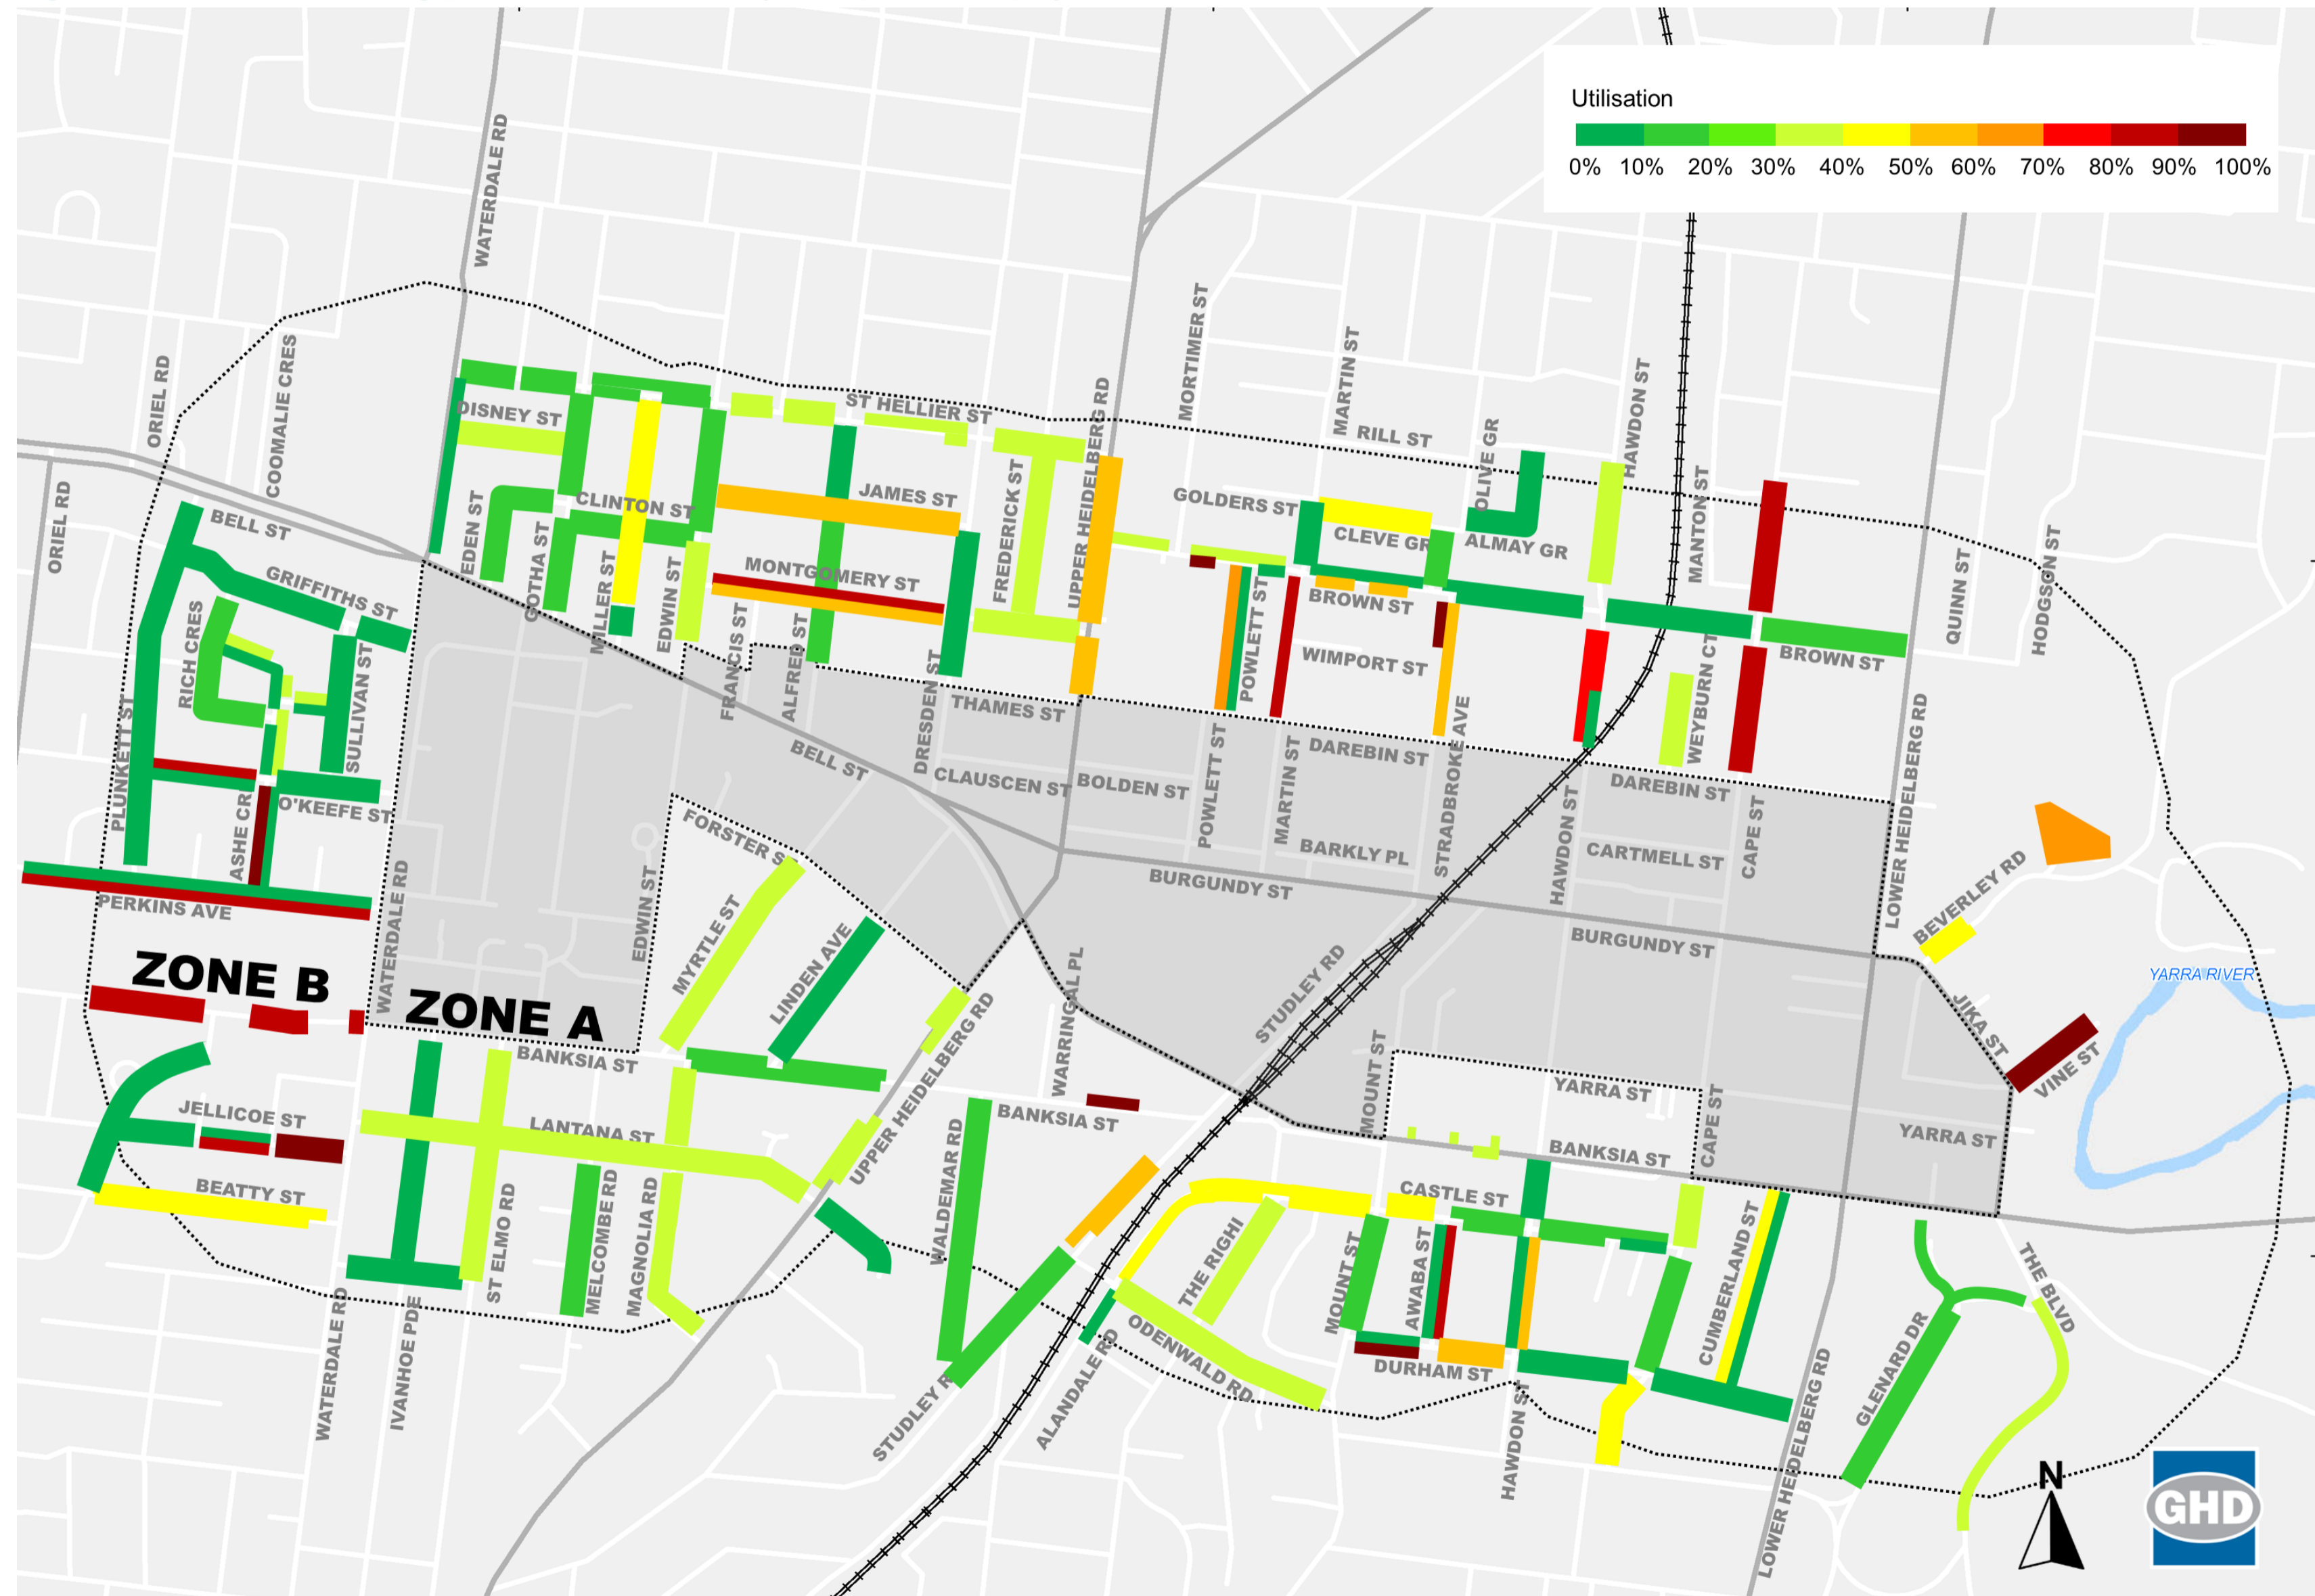 Utilisation
0% 10% 20% 30% 40% 50% 60% 70% 80% 90% 100%
WATERDALE RD
ORIEL RD
COOMALIE CRES
ORIEL RD
BELL ST
DISNEY ST
ST HELLIER ST
UPPER HEIDELBERG RD
MORTIMER ST
MARTIN ST
RILL ST
OLIVE GR
HAWDON ST
MANTON ST
QUINN ST
HODGSON ST
EDEN ST
CLINTON ST
GOTHA ST
MILLER ST
EDWIN ST
JAMES ST
MONTGOMERY ST
FRANCIS ST
ALFRED ST
DRESDEN ST
FREDERICK ST
GOLDERS ST
CLEVE GR
ALMAY GR
BROWN ST
WIMPORT ST
POWLETT ST
BROWN ST
WEYBURN CT
GRIFFITHS ST
RICH CRES
SULLIVAN ST
PLUNKETT ST
O'KEEFE ST
ASHE CR
PERKINS AVE
WATERDALE RD
THAMES ST
BELL ST
CLAUSCEN ST
BOLDEN ST
POWLETT ST
MARTIN ST
DAREBIN ST
STRADBROKE AVE
BARKLY PL
HAWDON ST
DAREBIN ST
CARTMELL ST
CAPE ST
LOWER HEIDELBERG RD
BURGUNDY ST
BURGUNDY ST
BEVERLEY RD
YARRA RIVER
JIKA ST
VINE ST
YARRA ST
FORSTER S
EDWIN ST
MYRTLE ST
LINDEN AVE
ZONE B
ZONE A
BANKSIA ST
UPPER HEIDELBERG RD
WARRINGAL PL
STUDLEY RD
MOUNT ST
YARRA ST
CAPE ST
BANKSIA ST
BANKSIA ST
JELLICOE ST
BEATTY ST
LANTANA ST
ST ELMO RD
MELCOMBE RD
MAGNOLIA RD
WALDEMAR RD
WATERDALE RD
IVANHOE PDE
CASTLE ST
THE RIGHI
MOUNT ST
AWABA ST
CUMBERLAND ST
ODENWALD RD
DURHAM ST
STUDLEY R
ALANDALE RD
HAWDON ST
LOWER HEIDELBERG RD
GLENARD DR
THE BLVD
N
GHD